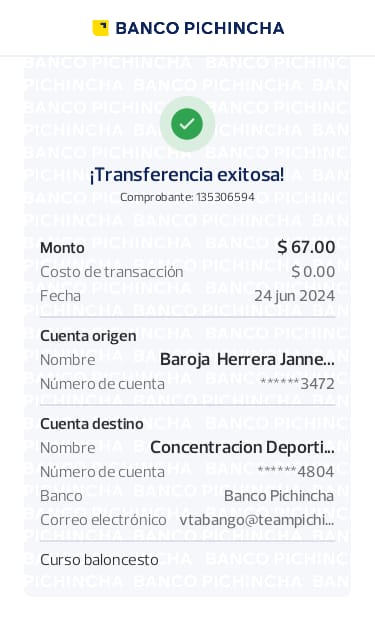 BANCO PICHINCHA
¡Transferencia exitosa!
Comprobante: 135306594
Monto $ 67.00
Costo de transacción $ 0.00
Fecha 24 jun 2024
Cuenta origen
Nombre Baroja Herrera Janne...
Número de cuenta ******3472
Cuenta destino
Nombre Concentracion Deporti...
Número de cuenta ******4804
Banco Banco Pichincha
Correo electrónico vtabango@teampichi...
Curso baloncesto